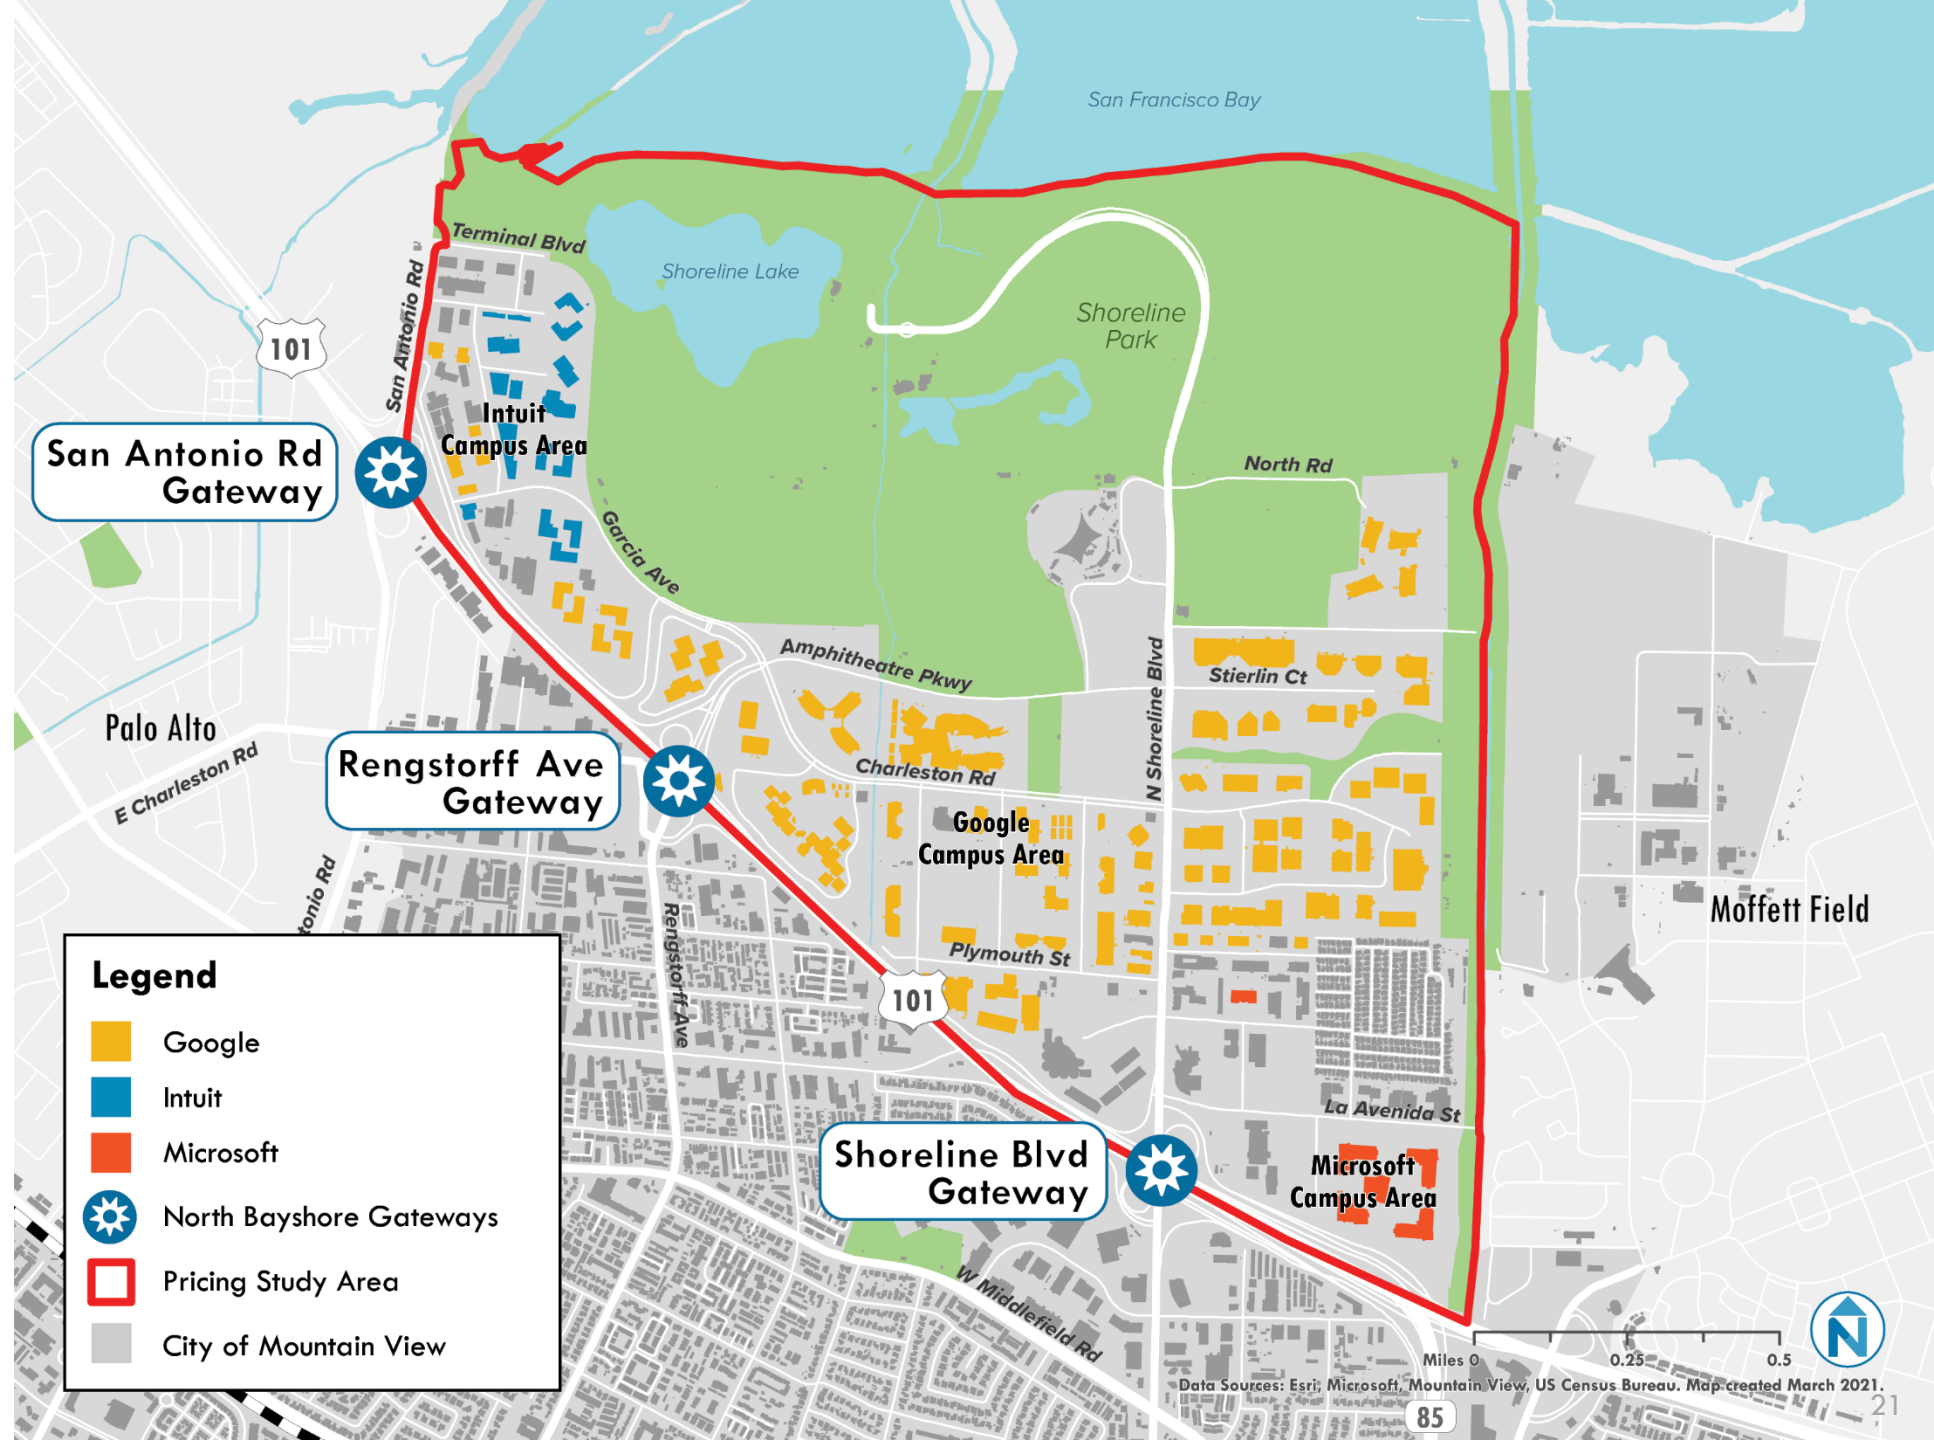 San Francisco Bay
Terminal Blvd
Shoreline Lake
San Antonio Rd
Shoreline
Park
101
Intuit
Campus Area
San Antonio Rd
Gateway
North Rd
Garcia Ave
Amphitheatre Pkwy
N Shoreline Blvd
Stierlin Ct
Palo Alto
E Charleston Rd
Rengstorff Ave
Gateway
Charleston Rd
Google
Campus Area
tonio Rd
Rengstorff Ave
Moffett Field
Plymouth St
101
La Avenida St
Shoreline Blvd
Gateway
Microsoft
Campus Area
W Middlefield Rd
Legend
Google
Intuit
Microsoft
North Bayshore Gateways
Pricing Study Area
City of Mountain View
N
Miles 0
0.25
0.5
Data Sources: Esri, Microsoft, Mountain View, US Census Bureau. Map created March 2021.
21
85